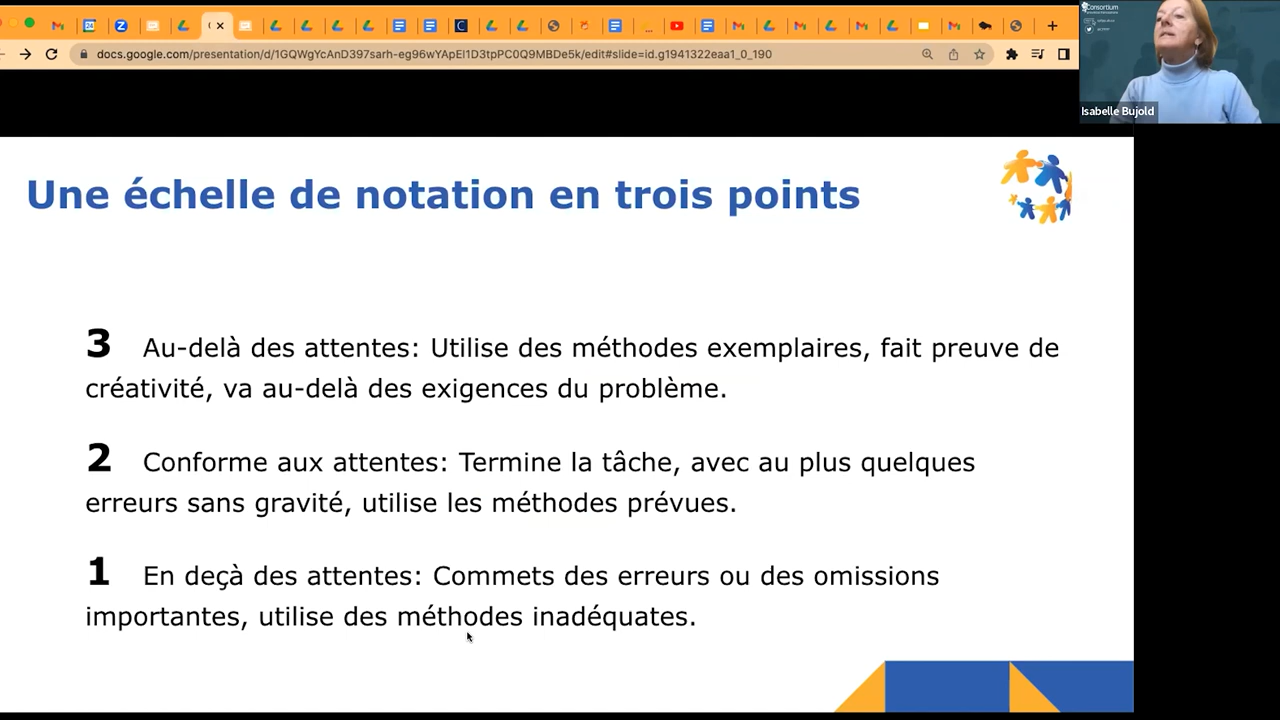 24
docs.google.com/presentation/d/1GQWgYcAnD397sarh-eg96wYApEl1D3tpPC0Q9MBDe5k/edit#slide=id.g1941322eaa1_0_190
Consortium
Isabelle Bujold
Une échelle de notation en trois points
3 Au-delà des attentes: Utilise des méthodes exemplaires, fait preuve de
créativité, va au-delà des exigences du problème.
2 Conforme aux attentes: Termine la tâche, avec au plus quelques
erreurs sans gravité, utilise les méthodes prévues.
1 En deçà des attentes: Commets des erreurs ou des omissions
importantes, utilise des méthodes inadéquates.